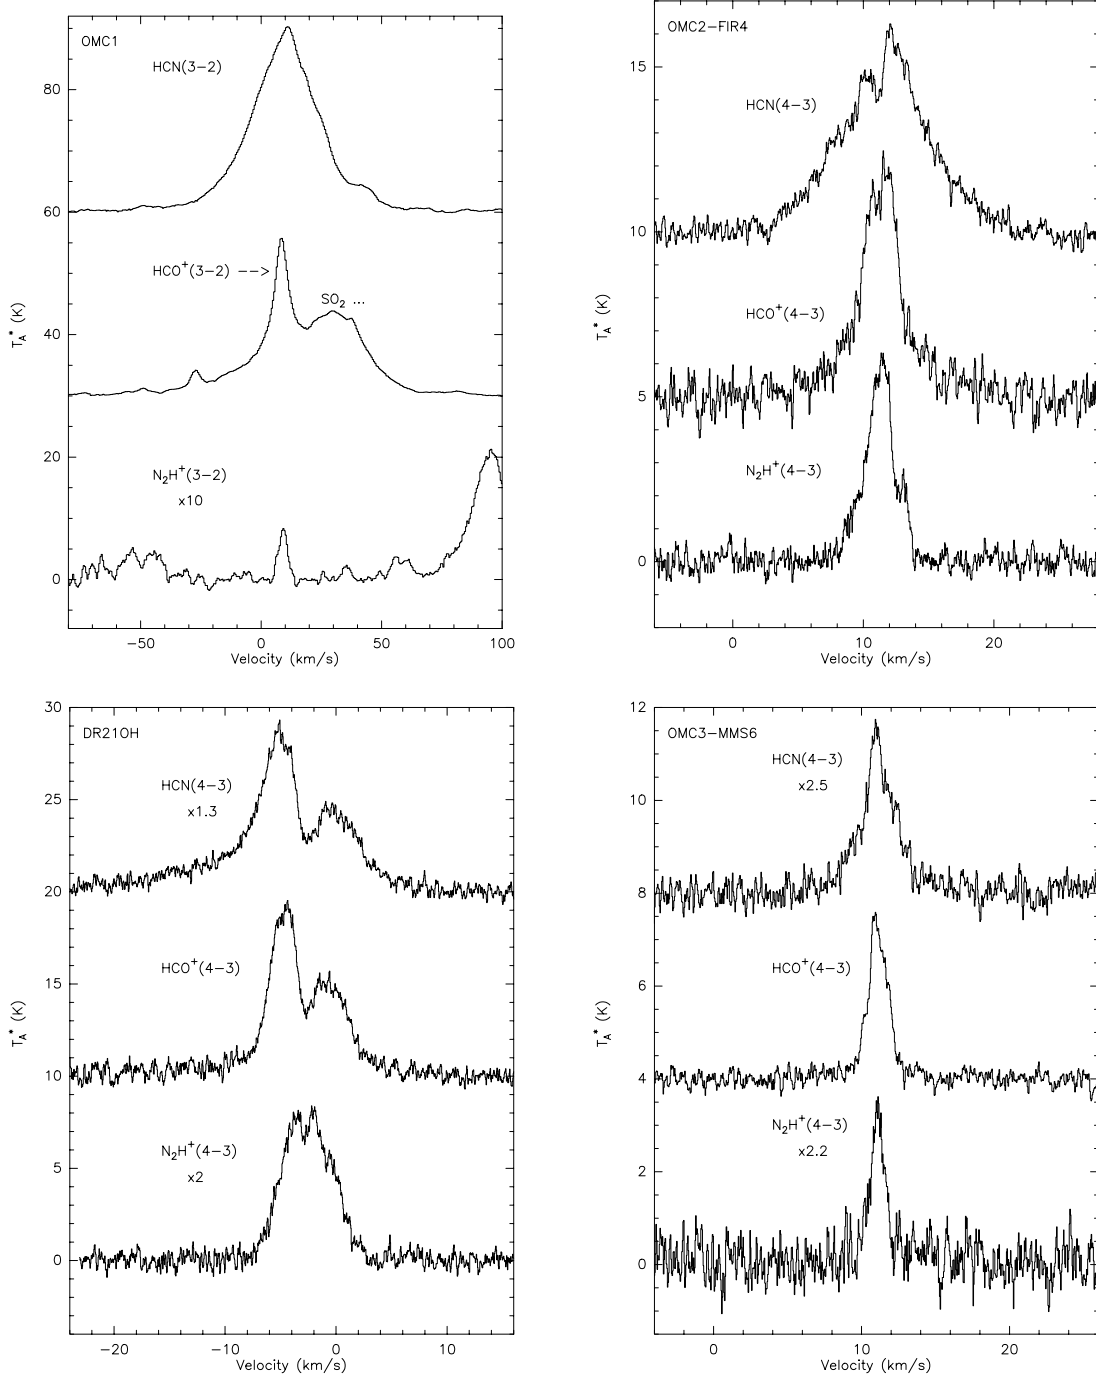 OMC1
HCN(3−2)
HCO+(3−2) −−>
SO2 ...
N2H+(3−2)
x10
80
60
40
20
0
TA* (K)
−50 0 50 100
Velocity (km/s)
OMC2−FIR4
HCN(4−3)
HCO+(4−3)
N2H+(4−3)
15
10
5
0
TA* (K)
0 10 20
Velocity (km/s)
DR21OH
HCN(4−3)
x1.3
HCO+(4−3)
N2H+(4−3)
x2
30
25
20
15
10
5
0
TA* (K)
−20 −10 0 10
Velocity (km/s)
OMC3−MMS6
HCN(4−3)
x2.5
HCO+(4−3)
N2H+(4−3)
x2.2
12
10
8
6
4
2
0
TA* (K)
0 10 20
Velocity (km/s)